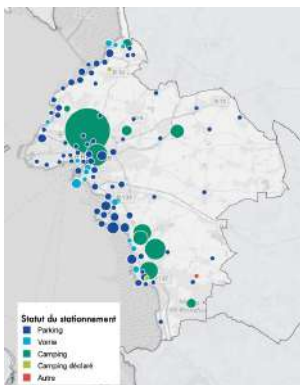 Statut du stationnement
Parking
Voirie
Camping
Camping déclaré
Autre